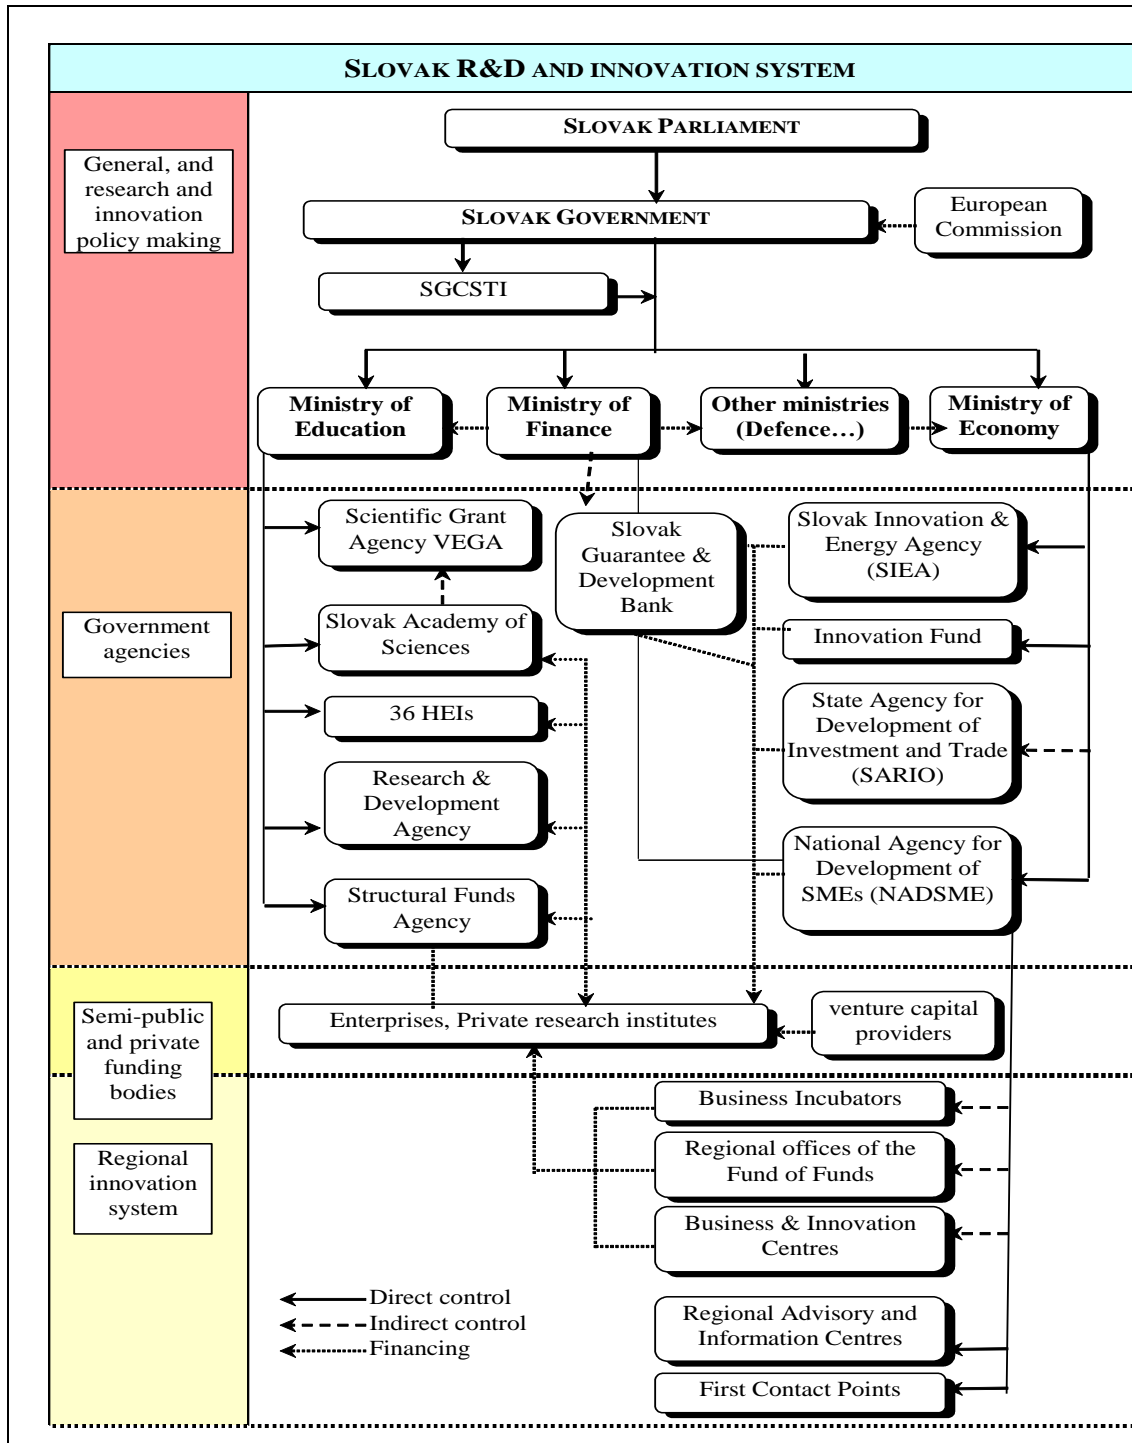 SLOVAK R&D AND INNOVATION SYSTEM
General, and
research and
innovation
policy making
SLOVAK PARLIAMENT
SLOVAK GOVERNMENT
European
Commission
SGCSTI
Ministry of
Education
Ministry of
Finance
Other ministries
(Defence…)
Ministry of
Economy
Government
agencies
Scientific Grant
Agency VEGA
Slovak Academy of
Sciences
36 HEIs
Research &
Development
Agency
Structural Funds
Agency
Slovak
Guarantee &
Development
Bank
Slovak Innovation &
Energy Agency
(SIEA)
Innovation Fund
State Agency for
Development of
Investment and Trade
(SARIO)
National Agency for
Development of
SMEs (NADSME)
Semi-public
and private
funding
bodies
Enterprises, Private research institutes
venture capital
providers
Regional
innovation
system
Business Incubators
Regional offices of the
Fund of Funds
Business & Innovation
Centres
Regional Advisory and
Information Centres
First Contact Points
Direct control
Indirect control
Financing